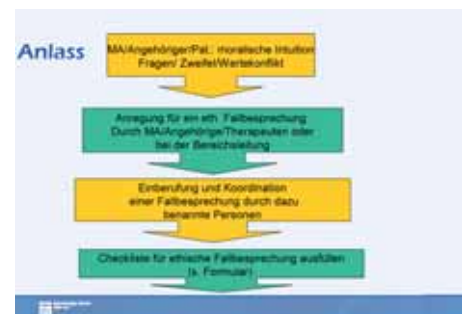 Anlass
MA/Angehöriger/Pat.: moralische Intuition
Fragen/ Zweifel/Wertekonflikt
Anregung für ein eth. Fallbesprechung
Durch MA/Angehörige/Therapeuten oder
bei der Bereichsleitung
Einberufung und Koordination
einer Fallbesprechung durch dazu
benannte Personen
Checkliste für ethische Fallbesprechung ausfüllen
(s. Formular)